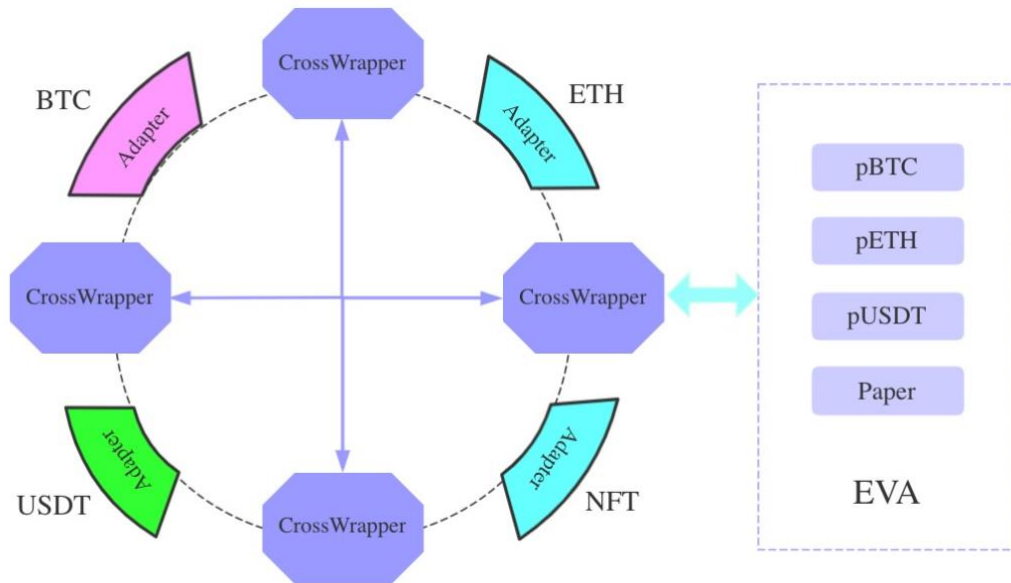 CrossWrapper
BTC
Adapter
ETH
Adapter
CrossWrapper
CrossWrapper
USDT
Adapter
NFT
Adapter
CrossWrapper
pBTC
pETH
pUSDT
Paper
EVA